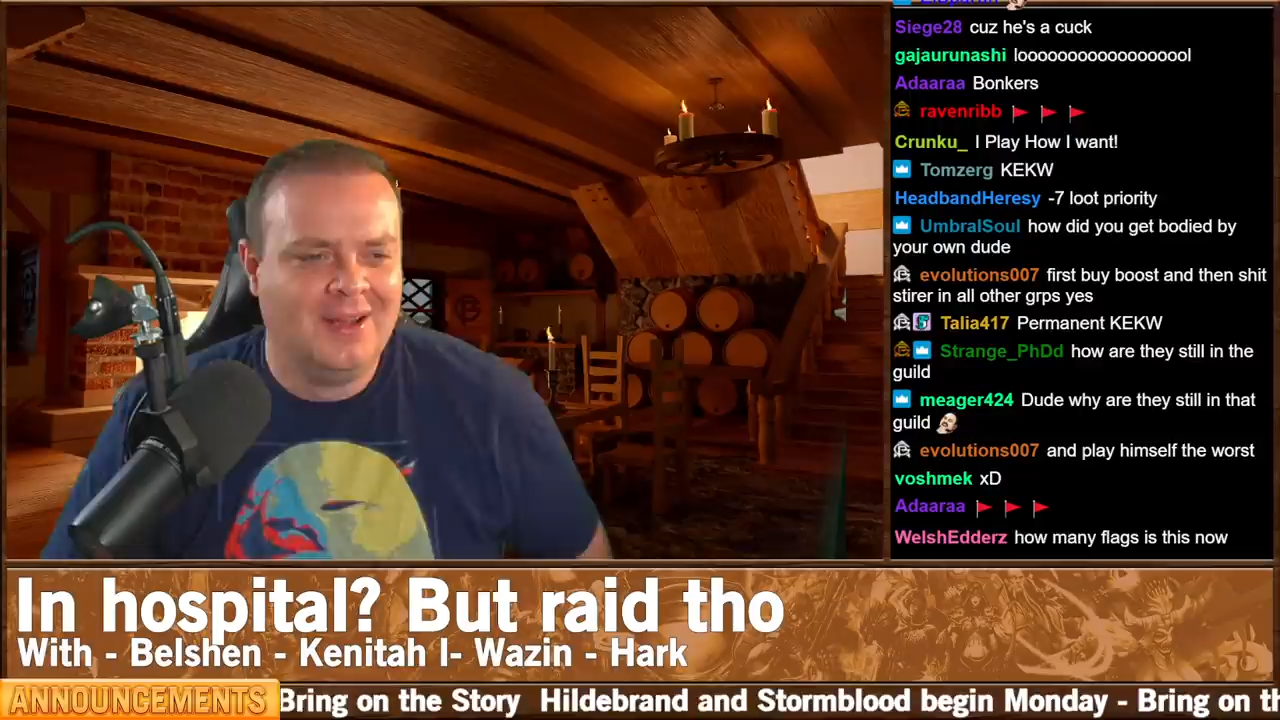 Siege28 cuz he's a cuck
gajaurunashi looooooooooooooooool
Adaaraa Bonkers
ravenribb
Crunku_ I Play How I want!
Tomzerg KEKW
HeadbandHeresy -7 loot priority
UmbralSoul how did you get bodied by
your own dude
evolutions007 first buy boost and then shit
stirer in all other grps yes
Talia417 Permanent KEKW
Strange_PhDd how are they still in the
guild
meager424 Dude why are they still in that
guild
evolutions007 and play himself the worst
voshmek xD
Adaaraa
WelshEdderz how many flags is this now
In hospital? But raid tho
With - Belshen - Kenitah I- Wazin - Hark
ANNOUNCEMENTS Bring on the Story Hildebrand and Stormblood begin Monday - Bring on th